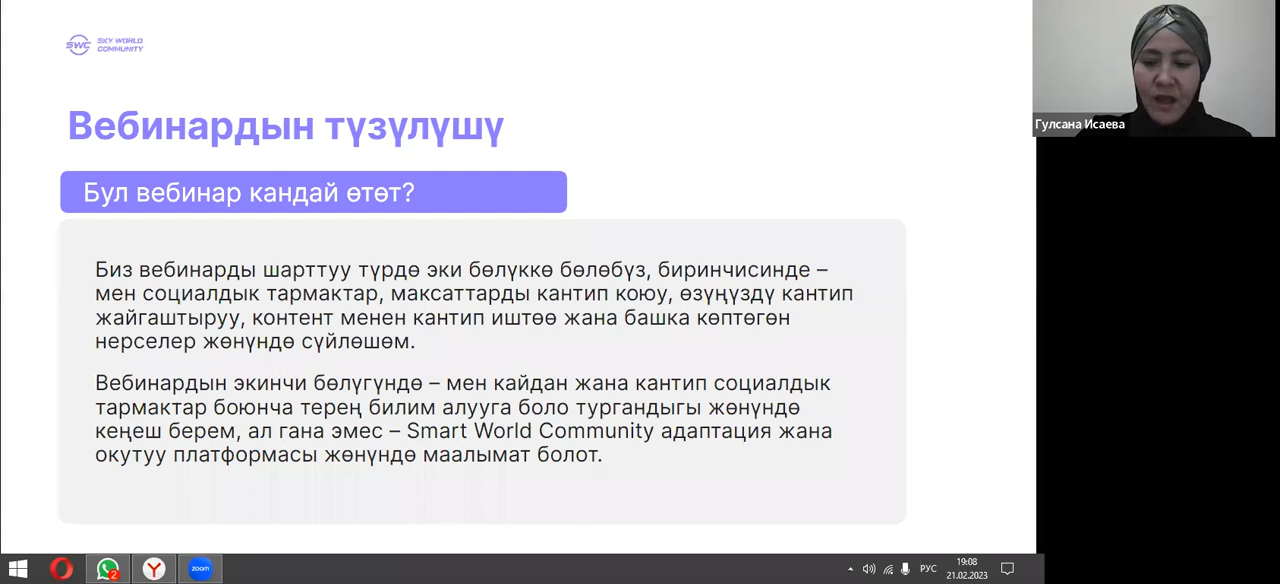 SWC SKY WORLD
COMMUNITY
Вебинардын түзүлүшү
Бул вебинар кандай өтөт?
Биз вебинарды шарттуу түрдө эки бөлүккө бөлөбүз, биринчисинде –
мен социалдык тармактар, максаттарды кантип коюу, өзүңүздү кантип
жайгаштыруу, контент менен кантип иштөө жана башка көптөгөн
нерселер жөнүндө сүйлөшөм.
Вебинардын экинчи бөлүгүндө – мен кайдан жана кантип социалдык
тармактар боюнча терең билим алууга боло тургандыгы жөнүндө
кеңеш берем, ал гана эмес – Smart World Community адаптация жана
окутуу платформасы жөнүндө маалымат болот.
Гулсана Исаева
2
zoom
РУС
19:08
21.02.2023